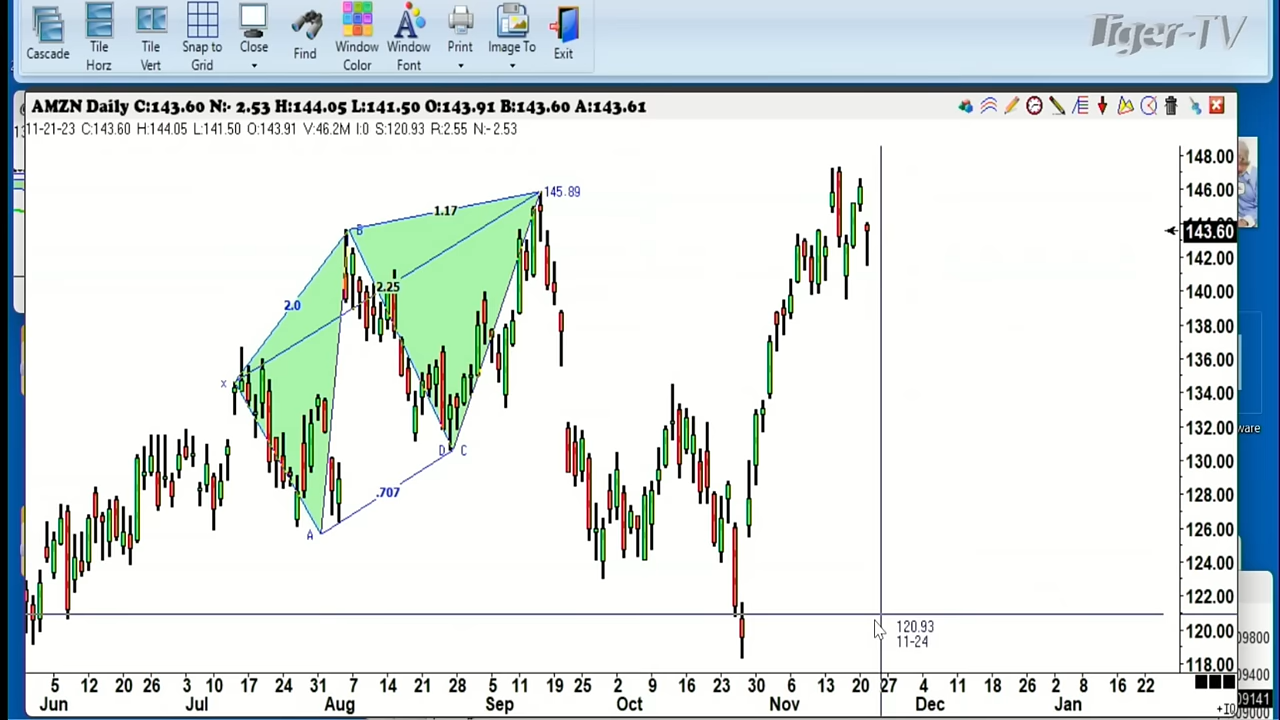 Tiger-TV
Cascade
Tile Horz
Tile Vert
Snap to Grid
Close
Find
Window Color
Window Font
Print
Image To
Exit
AMZN Daily C:143.60 N:- 2.53 H:144.05 L:141.50 O:143.91 B:143.60 A:143.61
11-21-23 C:143.60 H:144.05 L:141.50 O:143.91 V:46.2M I:0 S:120.93 R:2.55 N:-2.53
148.00
146.00
143.60
142.00
140.00
138.00
136.00
134.00
132.00
130.00
128.00
126.00
124.00
122.00
120.00
118.00
145.89
1.17
B
2.25
2.0
X
D C
.707
A
120.93
11-24
5 12 20 26 3 10 17 24 31 7 14 21 28 5 11 19 25 2 9 16 23 30 6 13 20 27 4 11 18 26 2 8 16 22
Jun Jul Aug Sep Oct Nov Dec Jan
+IO
ware
09800
09400
09141
09000